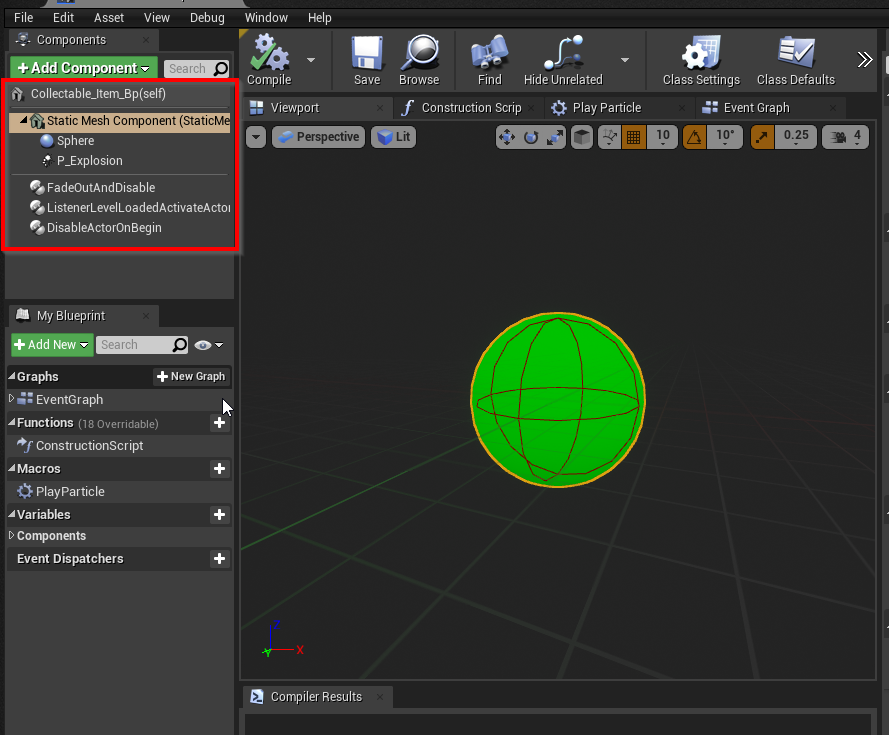 File Edit Asset View Debug Window Help
Components
Add Component Search
Compile Save Browse Find Hide Unrelated Class Settings Class Defaults
Collectable_Item_Bp(self)
Static Mesh Component (StaticMe
Sphere
P_Explosion
FadeOutAndDisable
ListenerLevelLoadedActivateActor
DisableActorOnBegin
Viewport Construction Scrip Play Particle Event Graph
Perspective Lit 10 10° 0.25 4
My Blueprint
Add New Search
Graphs New Graph
EventGraph
Functions (18 Overridable)
ConstructionScript
Macros
PlayParticle
Variables
Components
Event Dispatchers
Z
X
Y
Compiler Results